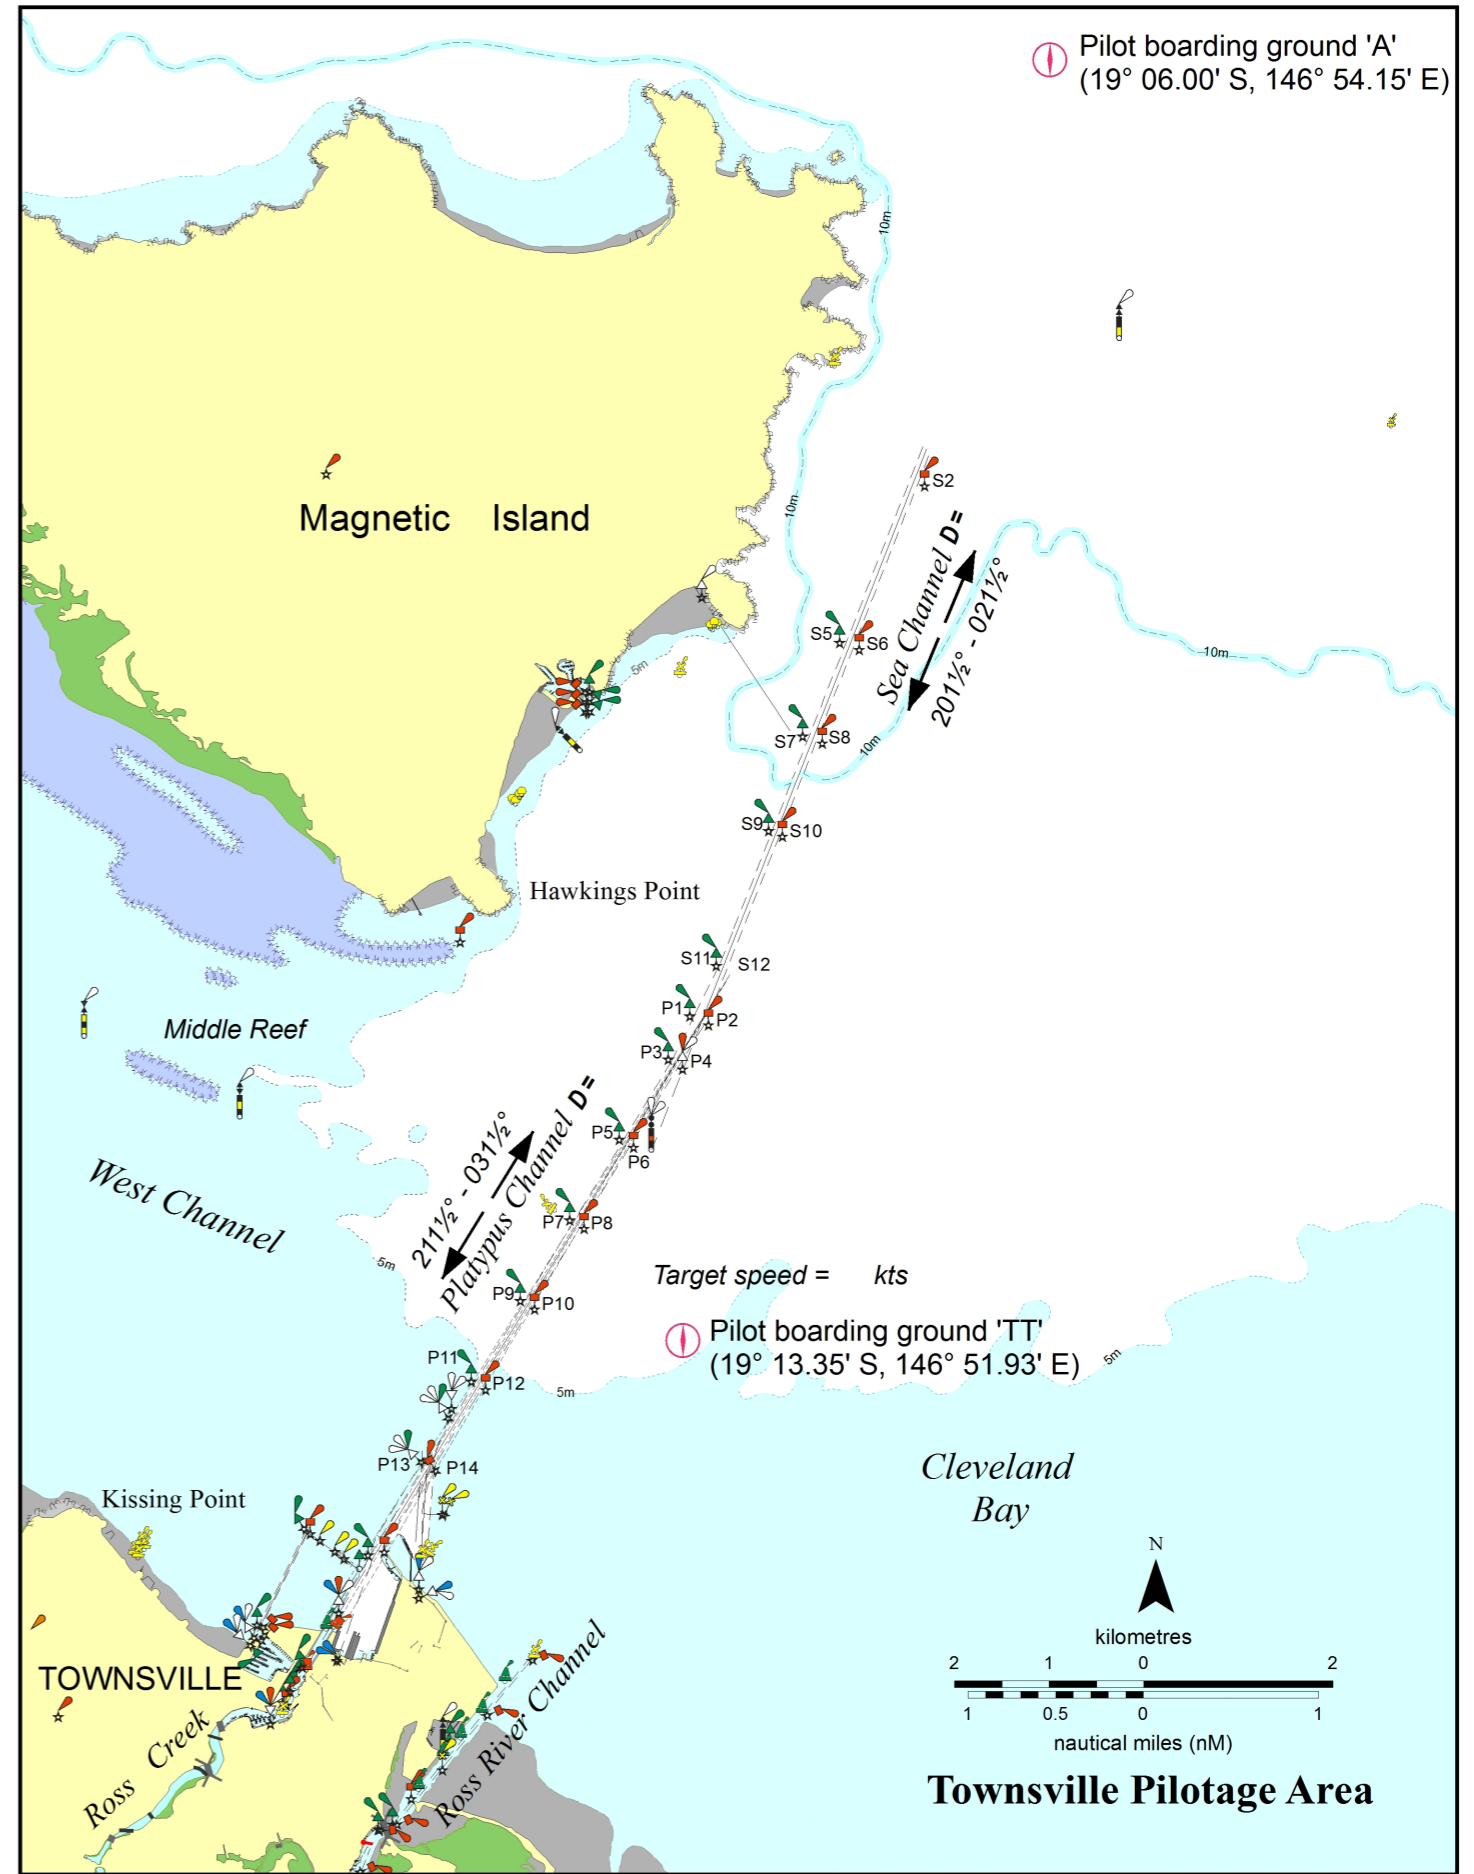 Pilot boarding ground 'A'
(19° 06.00' S, 146° 54.15' E)
10m
S2
Magnetic Island
10m
Sea Channel D=
201½° - 021½°
S5
S6
10m
5m
S7
S8
10m
S9
S10
Hawkings Point
S11
S12
P1
P2
Middle Reef
P3
P4
211½° - 031½°
Platypus Channel D=
P5
P6
West Channel
P7
P8
5m
Target speed = kts
P9
P10
Pilot boarding ground 'TT'
(19° 13.35' S, 146° 51.93' E)
5m
P11
P12
5m
Cleveland
Bay
P13
P14
Kissing Point
N
kilometres
2 1 0 2
1 0.5 0 1
nautical miles (nM)
TOWNSVILLE
Ross Creek
Ross River Channel
Townsville Pilotage Area